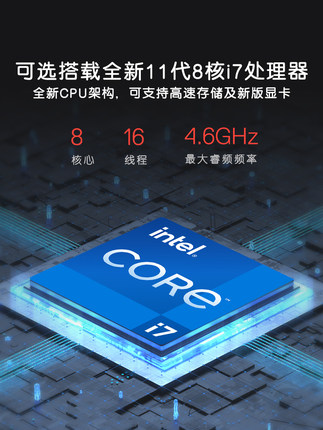 可选搭载全新11代8核i7处理器
全新CPU架构，可支持高速存储及新版显卡
8 16 4.6GHz
核心 线程 最大睿频频率
intel.
CORE™
i7